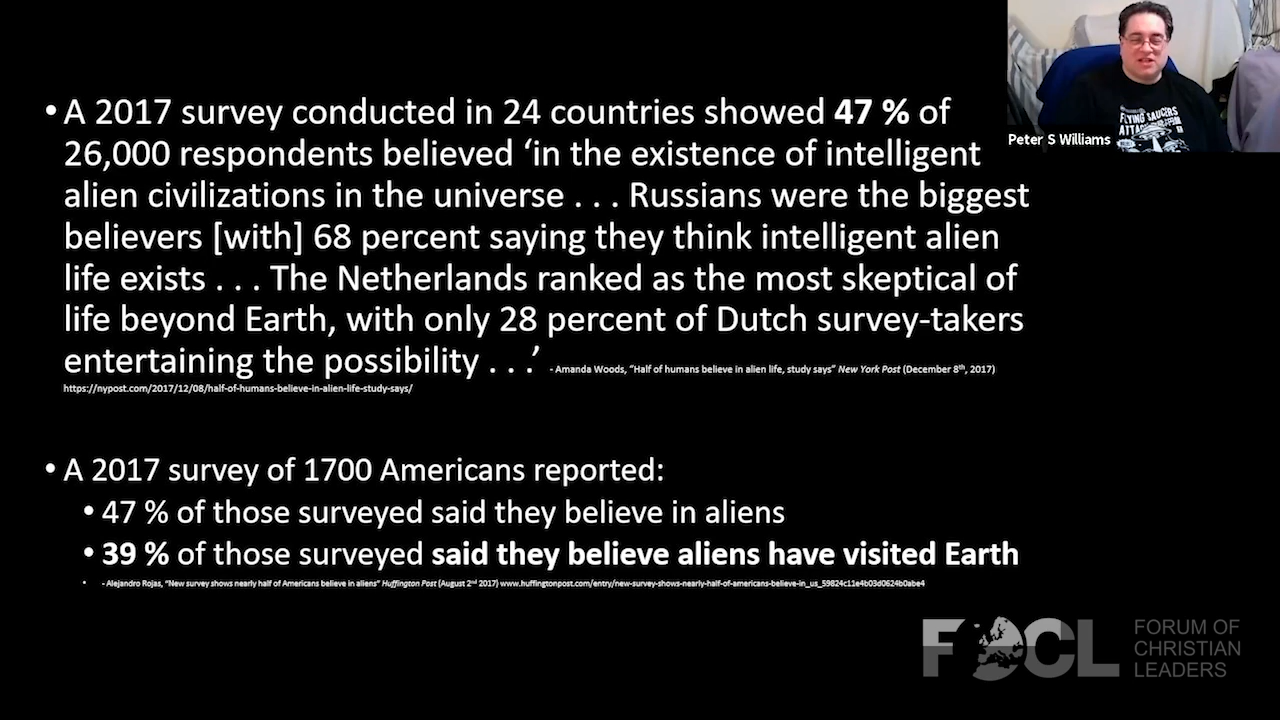 • A 2017 survey conducted in 24 countries showed 47 % of
26,000 respondents believed ‘in the existence of intelligent
alien civilizations in the universe . . . Russians were the biggest
believers [with] 68 percent saying they think intelligent alien
life exists . . . The Netherlands ranked as the most skeptical of
life beyond Earth, with only 28 percent of Dutch survey-takers
entertaining the possibility . . .’ - Amanda Woods, “Half of humans believe in alien life, study says” New York Post (December 8th, 2017)
https://nypost.com/2017/12/08/half-of-humans-believe-in-alien-life-study-says/
• A 2017 survey of 1700 Americans reported:
• 47 % of those surveyed said they believe in aliens
• 39 % of those surveyed said they believe aliens have visited Earth
• - Alejandro Rojas, “New survey shows nearly half of Americans believe in aliens” Huffington Post (August 2nd 2017) www.huffingtonpost.com/entry/new-survey-shows-nearly-half-of-americans-believe-in_us_59824c11e4b03d0624b0abe4
Peter S Williams
FLYING SAUCERS
FOCL
FORUM OF
CHRISTIAN
LEADERS